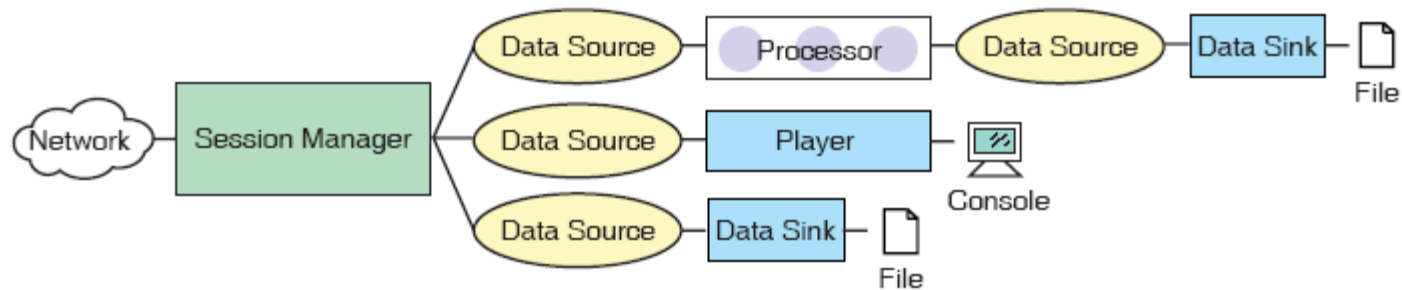 Data Source
Processor
Data Source
Data Sink
File
Network
Session Manager
Data Source
Player
Console
Data Source
Data Sink
File